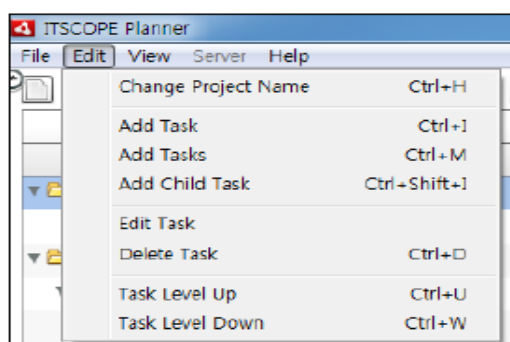 ITSCOPE Planner
File Edit View Server Help
Change Project Name Ctrl+H
Add Task Ctrl+I
Add Tasks Ctrl+M
Add Child Task Ctrl+Shift+I
Edit Task
Delete Task Ctrl+D
Task Level Up Ctrl+U
Task Level Down Ctrl+W